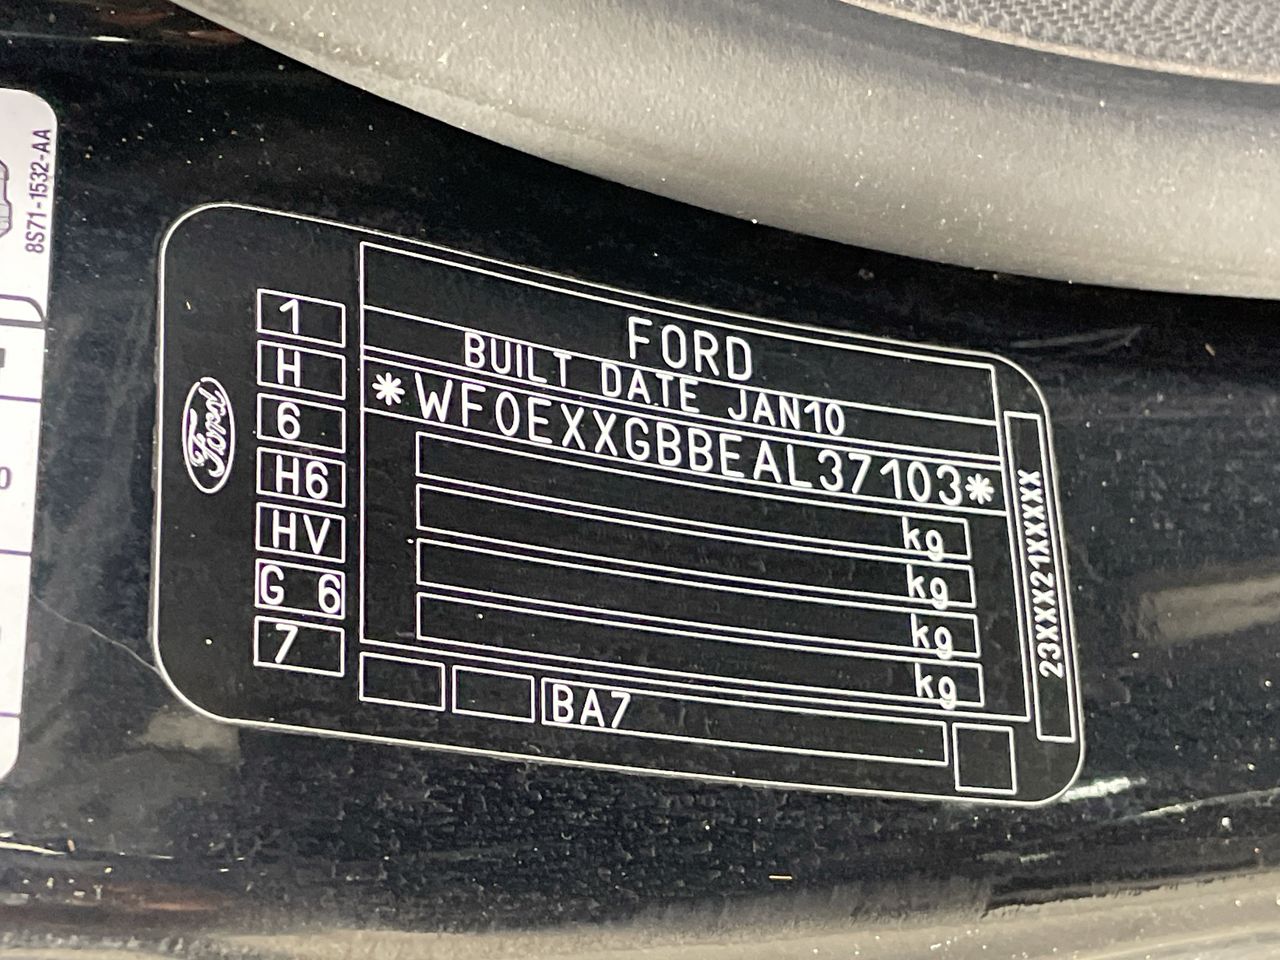 8S71-1532-AA
0
Ford
1
H
6
H6
HV
G 6
7
FORD
BUILT DATE JAN10
*WF0EXXGBBEAL37103*
kg
kg
kg
kg
BA7
23XXX21XXXXX